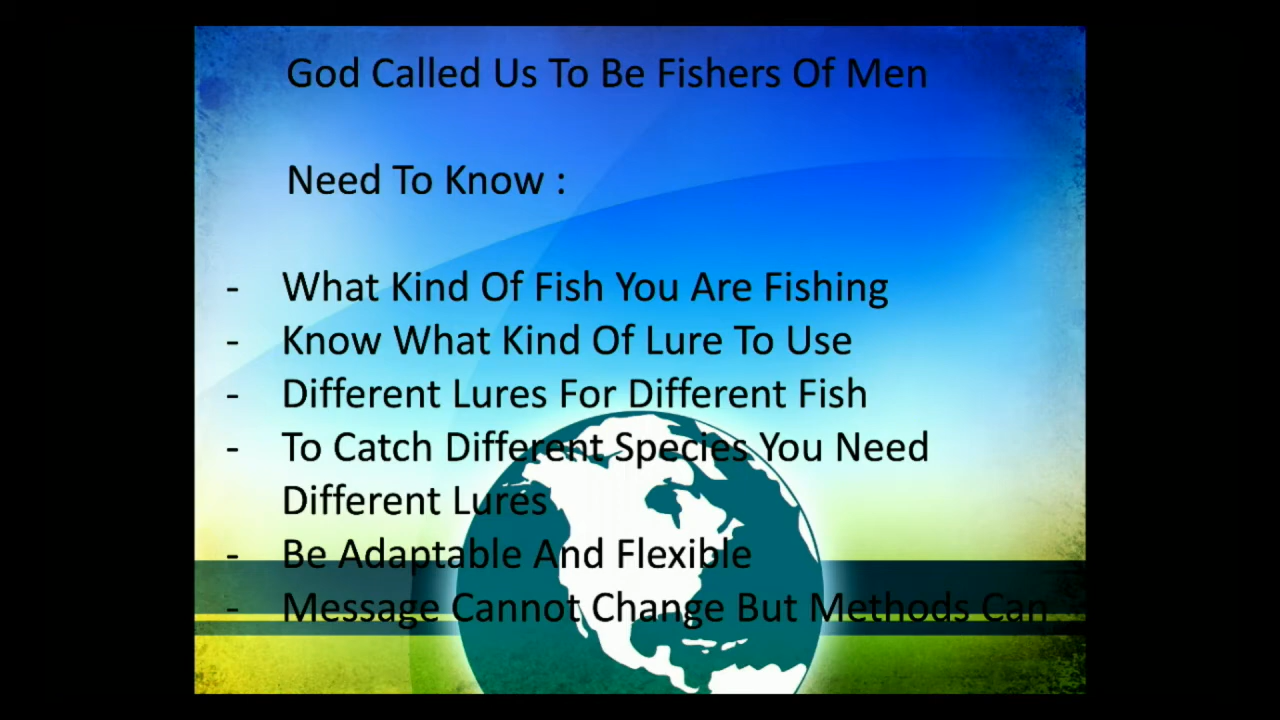 God Called Us To Be Fishers Of Men
Need To Know :
- What Kind Of Fish You Are Fishing
- Know What Kind Of Lure To Use
- Different Lures For Different Fish
- To Catch Different Species You Need
Different Lures
- Be Adaptable And Flexible
- Message Cannot Change But Methods Can